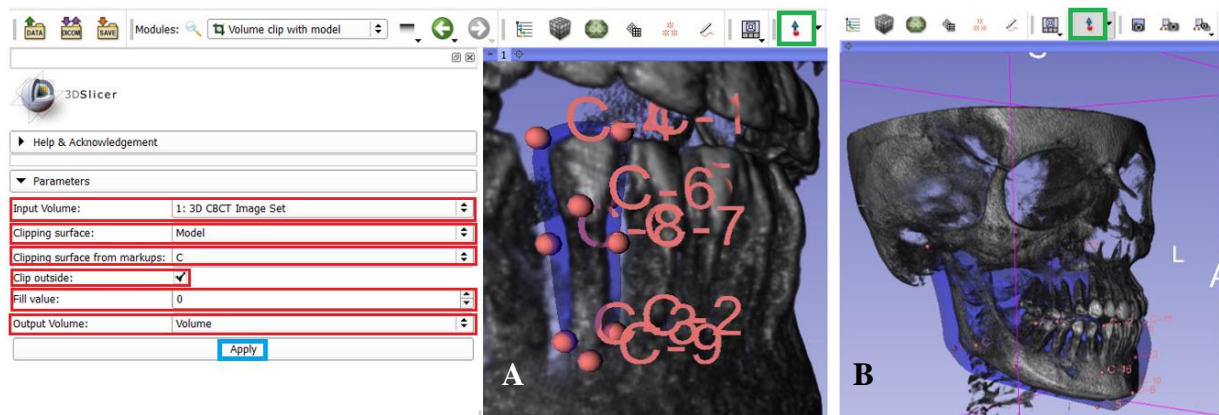 DATA DICOM SAVE Modules: Volume clip with model
1
3DSlicer
Help & Acknowledgement
Parameters
Input Volume: 1: 3D CBCT Image Set
Clipping surface: Model
Clipping surface from markups: C
Clip outside: ✓
Fill value: 0
Output Volume: Volume
Apply
C-4 C-1
C-6
C-8 C-7
C-2
C-9
A
L
A
C
C-16
B